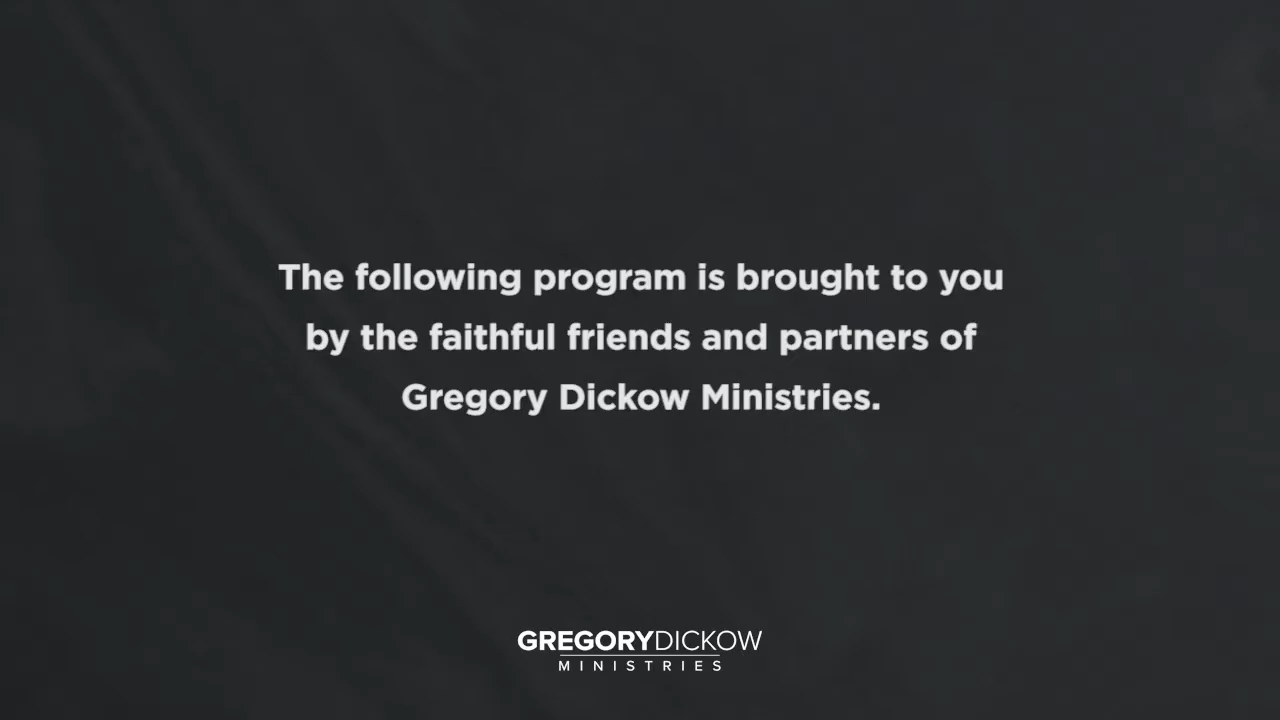 The following program is brought to you
by the faithful friends and partners of
Gregory Dickow Ministries.
GREGORYDICKOW
MINISTRIES